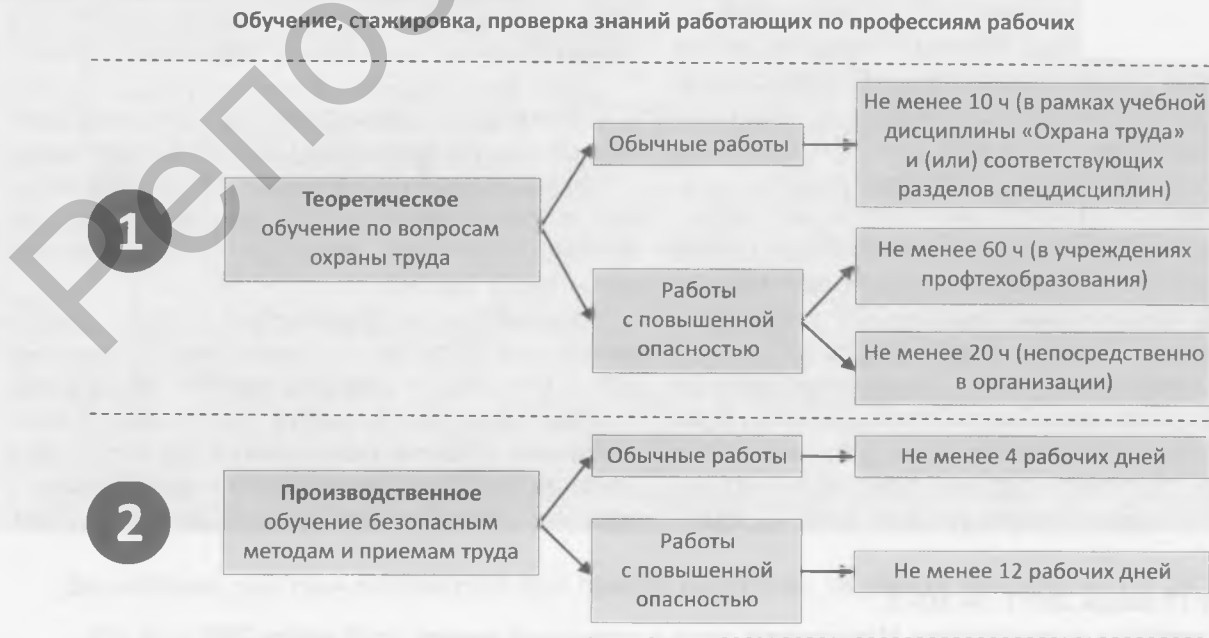 Обучение, стажировка, проверка знаний работающих по профессиям рабочих
1
Теоретическое
обучение по вопросам
охраны труда
Обычные работы
Не менее 10 ч (в рамках учебной
дисциплины «Охрана труда»
и (или) соответствующих
разделов спецдисциплин)
Работы
с повышенной
опасностью
Не менее 60 ч (в учреждениях
профтехобразования)
Не менее 20 ч (непосредственно
в организации)
2
Производственное
обучение безопасным
методам и приемам труда
Обычные работы
Не менее 4 рабочих дней
Работы
с повышенной
опасностью
Не менее 12 рабочих дней